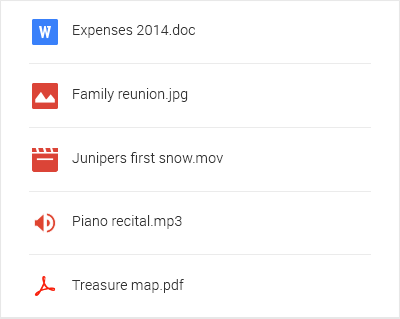 Expenses 2014.doc
Family reunion.jpg
Junipers first snow.mov
Piano recital.mp3
Treasure map.pdf